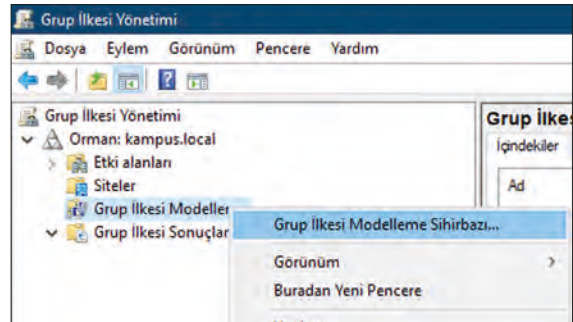 Grup İlkesi Yönetimi
Dosya Eylem Görünüm Pencere Yardım
Grup İlkesi Yönetimi
Orman: kampus.local
Etki alanları
Siteler
Grup İlkesi Modeller
Grup İlkesi Sonuçlar
Grup İlkes
İçindekiler
Ad
Grup İlkesi Modelleme Sihirbazı...
Görünüm
Buradan Yeni Pencere